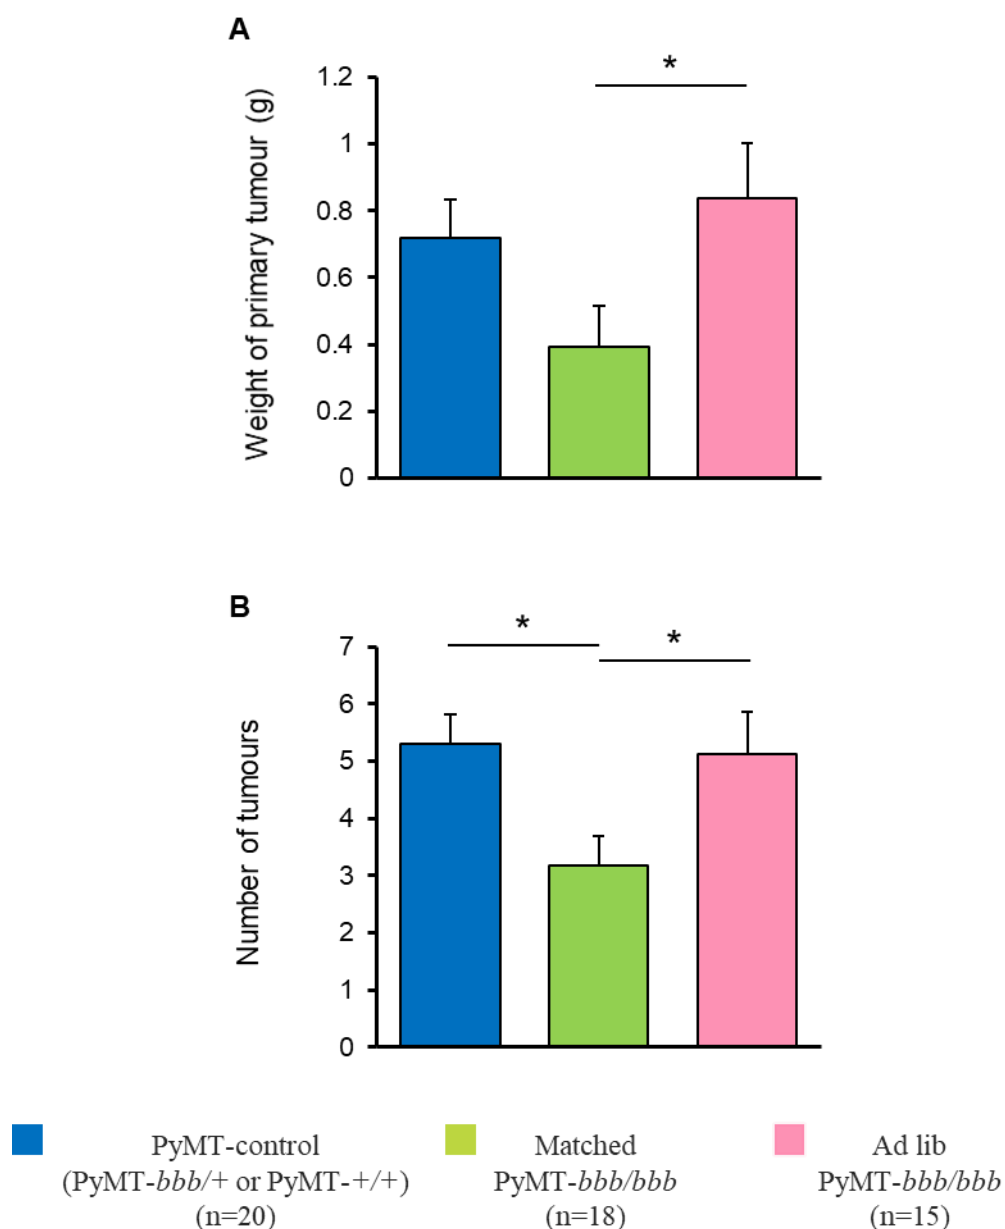 A
Weight of primary tumour (g)
1.2
1
0.8
0.6
0.4
0.2
0
*
B
Number of tumours
7
6
5
4
3
2
1
0
*
*
PyMT-control
(PyMT-bbb/+ or PyMT-+/+)
(n=20)
Matched
PyMT-bbb/bbb
(n=18)
Ad lib
PyMT-bbb/bbb
(n=15)